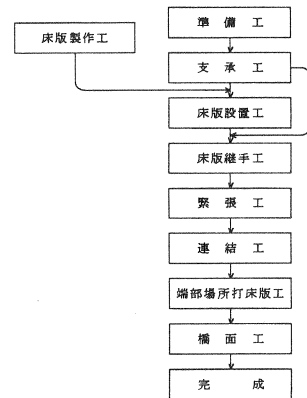 準備工
床版製作工
支承工
床版設置工
床版継手工
緊張工
連結工
端部場所打床版工
橋面工
完成